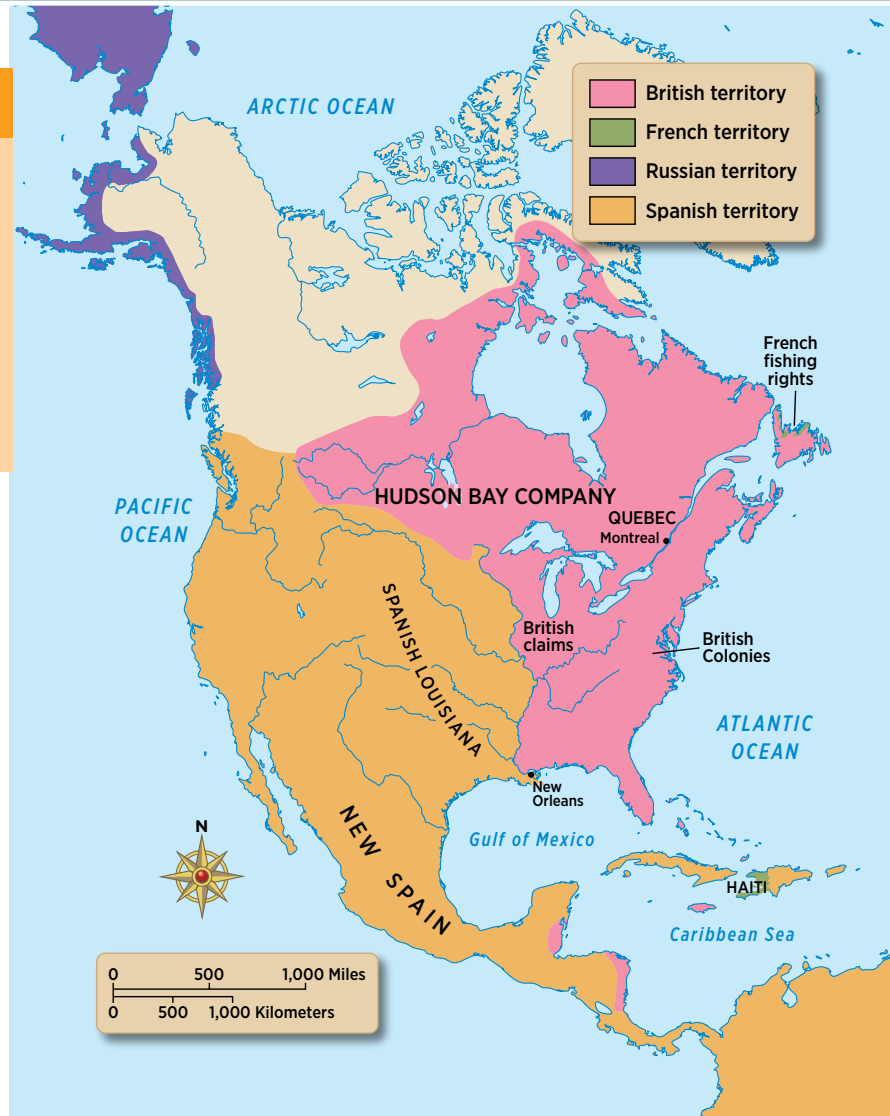 ARCTIC OCEAN
British territory
French territory
Russian territory
Spanish territory
French
fishing
rights
PACIFIC
OCEAN
HUDSON BAY COMPANY
QUEBEC
Montreal
SPANISH LOUISIANA
British
claims
British
Colonies
ATLANTIC
OCEAN
New
Orleans
Gulf of Mexico
NEW SPAIN
HAITI
Caribbean Sea
N
0 500 1,000 Miles
0 500 1,000 Kilometers